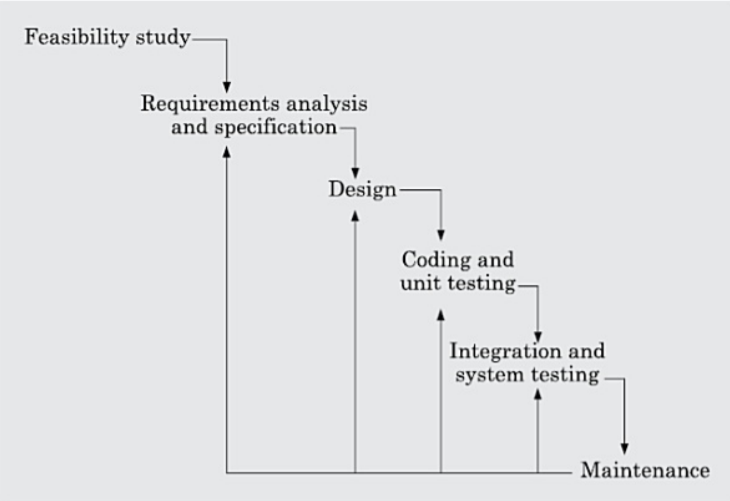 Feasibility study
Requirements analysis
and specification
Design
Coding and
unit testing
Integration and
system testing
Maintenance